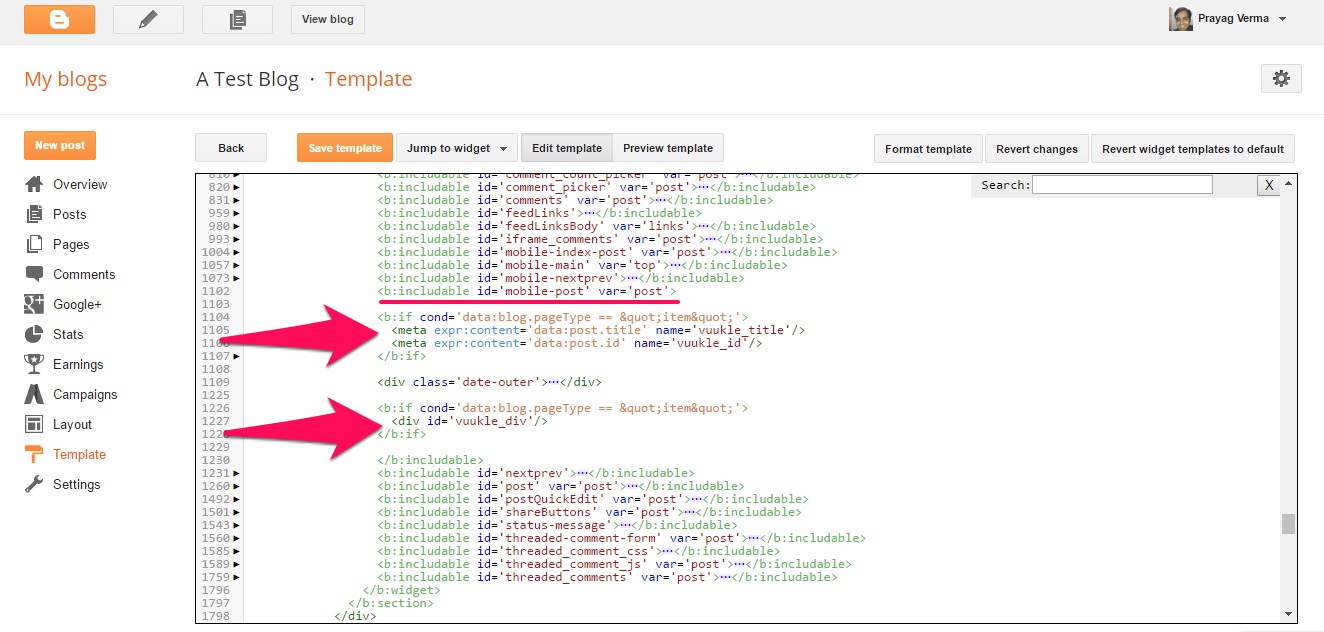 View blog
Prayag Verma
My blogs
A Test Blog · Template
New post
Back
Save template
Jump to widget
Edit template
Preview template
Format template
Revert changes
Revert widget templates to default
Overview
Posts
Pages
Comments
Google+
Stats
Earnings
Campaigns
Layout
Template
Settings
Search:
X
810 <b:includable id='comment_count_picker' var='post'>⋯</b:includable>
820 <b:includable id='comment_picker' var='post'>⋯</b:includable>
831 <b:includable id='comments' var='post'>⋯</b:includable>
959 <b:includable id='feedLinks'>⋯</b:includable>
980 <b:includable id='feedLinksBody' var='links'>⋯</b:includable>
993 <b:includable id='iframe_comments' var='post'>⋯</b:includable>
1004 <b:includable id='mobile-index-post' var='post'>⋯</b:includable>
1057 <b:includable id='mobile-main' var='top'>⋯</b:includable>
1073 <b:includable id='mobile-nextprev'>⋯</b:includable>
1102 <b:includable id='mobile-post' var='post'>
1103
1104 <b:if cond='data:blog.pageType == &quot;item&quot;'>
1105 <meta expr:content='data:post.title' name='vuukle_title'/>
1106 <meta expr:content='data:post.id' name='vuukle_id'/>
1107 </b:if>
1108
1109 <div class='date-outer'>⋯</div>
1225
1226 <b:if cond='data:blog.pageType == &quot;item&quot;'>
1227 <div id='vuukle_div'/>
1228 </b:if>
1229
1230 </b:includable>
1231 <b:includable id='nextprev'>⋯</b:includable>
1260 <b:includable id='post' var='post'>⋯</b:includable>
1492 <b:includable id='postQuickEdit' var='post'>⋯</b:includable>
1501 <b:includable id='shareButtons' var='post'>⋯</b:includable>
1543 <b:includable id='status-message'>⋯</b:includable>
1560 <b:includable id='threaded-comment-form' var='post'>⋯</b:includable>
1585 <b:includable id='threaded_comment_css'>⋯</b:includable>
1589 <b:includable id='threaded_comment_js' var='post'>⋯</b:includable>
1759 <b:includable id='threaded_comments' var='post'>⋯</b:includable>
1796 </b:widget>
1797 </b:section>
1798 </div>